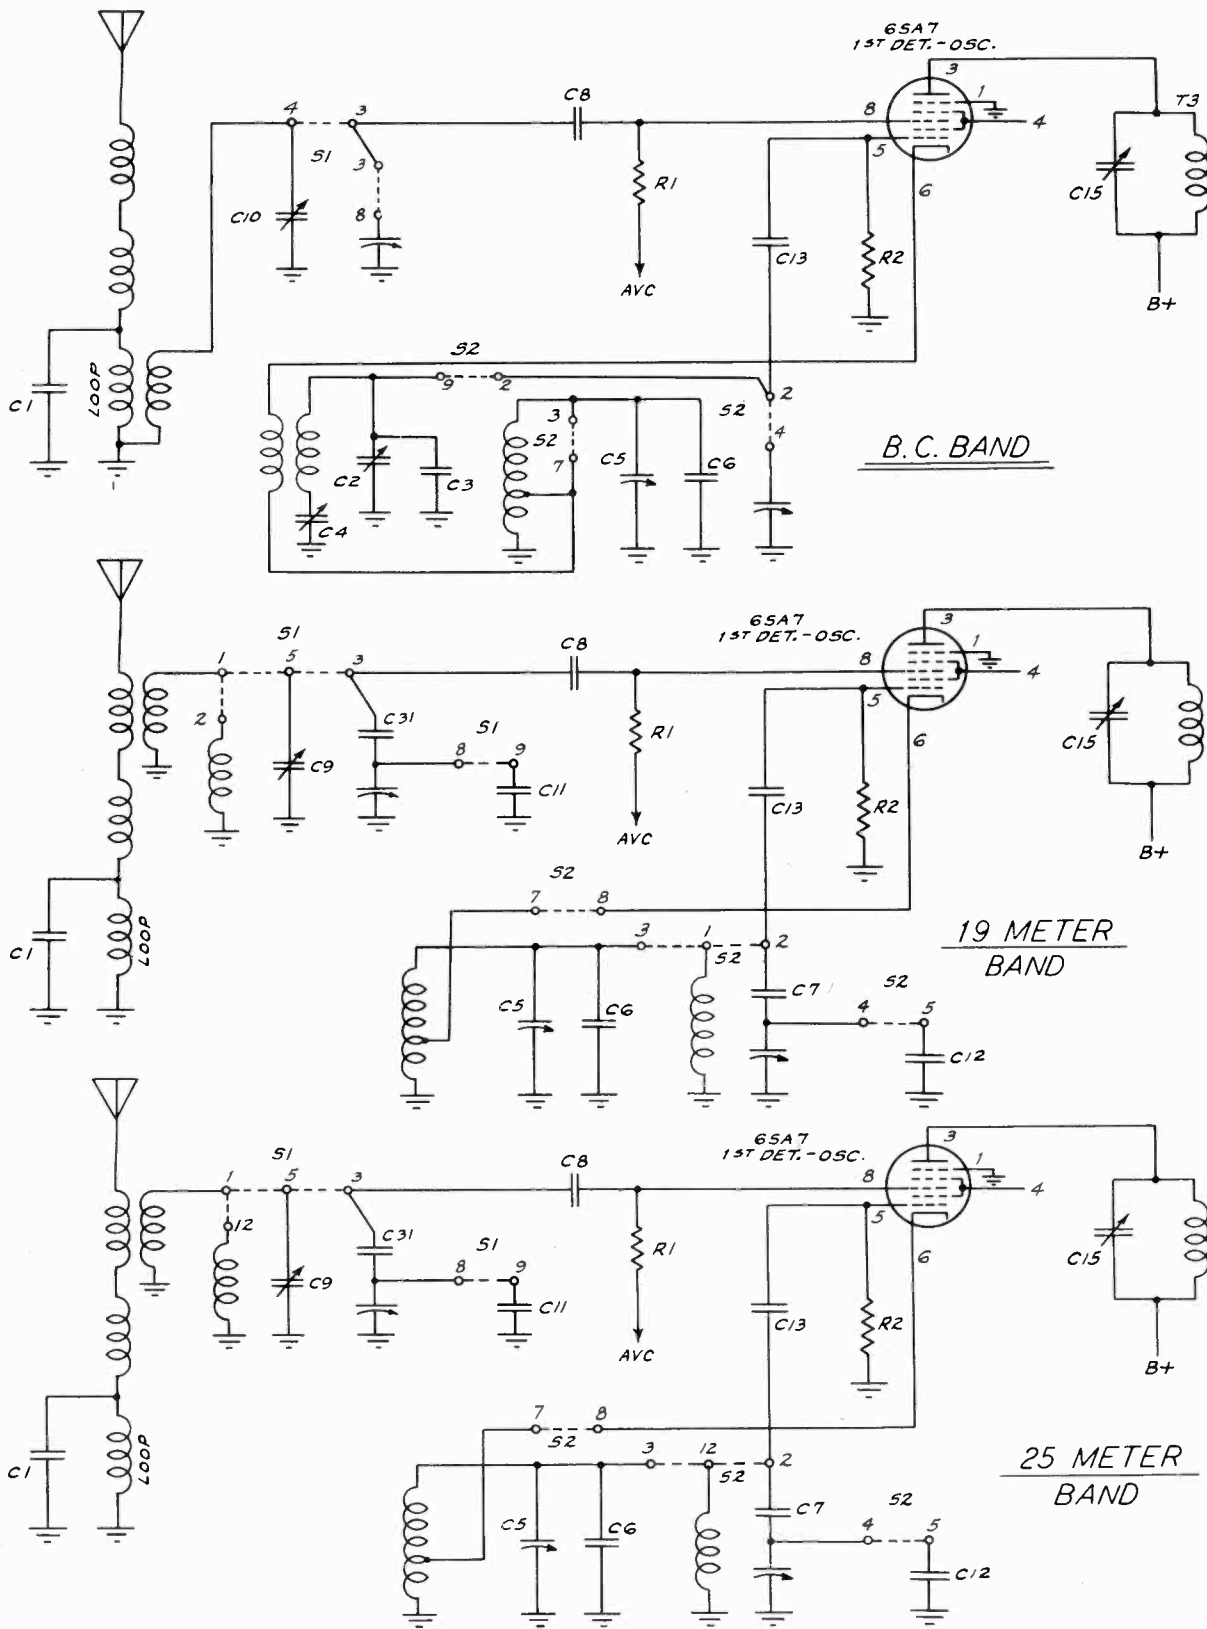 6SA7
1ST DET.-OSC.
3
1
8
4
5
6
T3
C15
B+
4
3
S1
3
8
C10
C8
R1
AVC
C13
R2
C1
LOOP
S2
9
2
3
S2
7
C2
C3
C4
C5
C6
S2
2
4
B.C. BAND
6SA7
1ST DET.-OSC.
3
1
8
4
5
6
C15
B+
S1
1
5
3
2
C9
C31
S1
8
9
C11
C8
R1
AVC
C13
R2
C1
LOOP
S2
7
8
3
1
S2
2
C5
C6
C7
S2
4
5
C12
19 METER
BAND
6SA7
1ST DET.-OSC.
3
1
8
4
5
6
C15
B+
S1
1
5
3
12
C9
C31
S1
8
9
C11
C8
R1
AVC
C13
R2
C1
LOOP
7
8
S2
3
12
S2
2
C5
C6
C7
S2
4
5
C12
25 METER
BAND